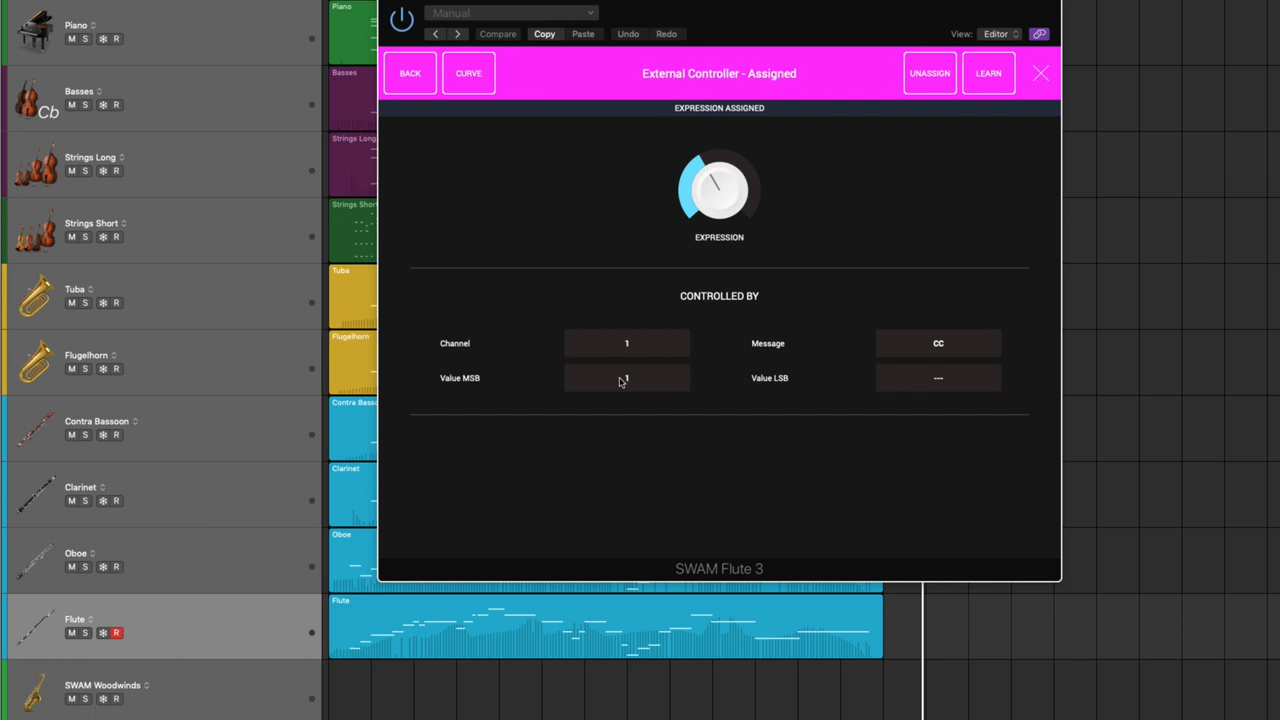 Piano
M S R
Basses
M S R
Cb
Strings Long
M S R
Strings Short
M S R
Tuba
M S R
Flugelhorn
M S R
Contra Bassoon
M S R
Clarinet
M S R
Oboe
M S R
Flute
M S R
SWAM Woodwinds
M S R
Piano
Basses
Strings Long
Strings Short
Tuba
Flugelhorn
Contra Basso
Clarinet
Oboe
Flute
Manual
Compare Copy Paste Undo Redo View: Editor
BACK CURVE External Controller - Assigned UNASSIGN LEARN
EXPRESSION ASSIGNED
EXPRESSION
CONTROLLED BY
Channel 1 Message CC
Value MSB 1 Value LSB ---
SWAM Flute 3